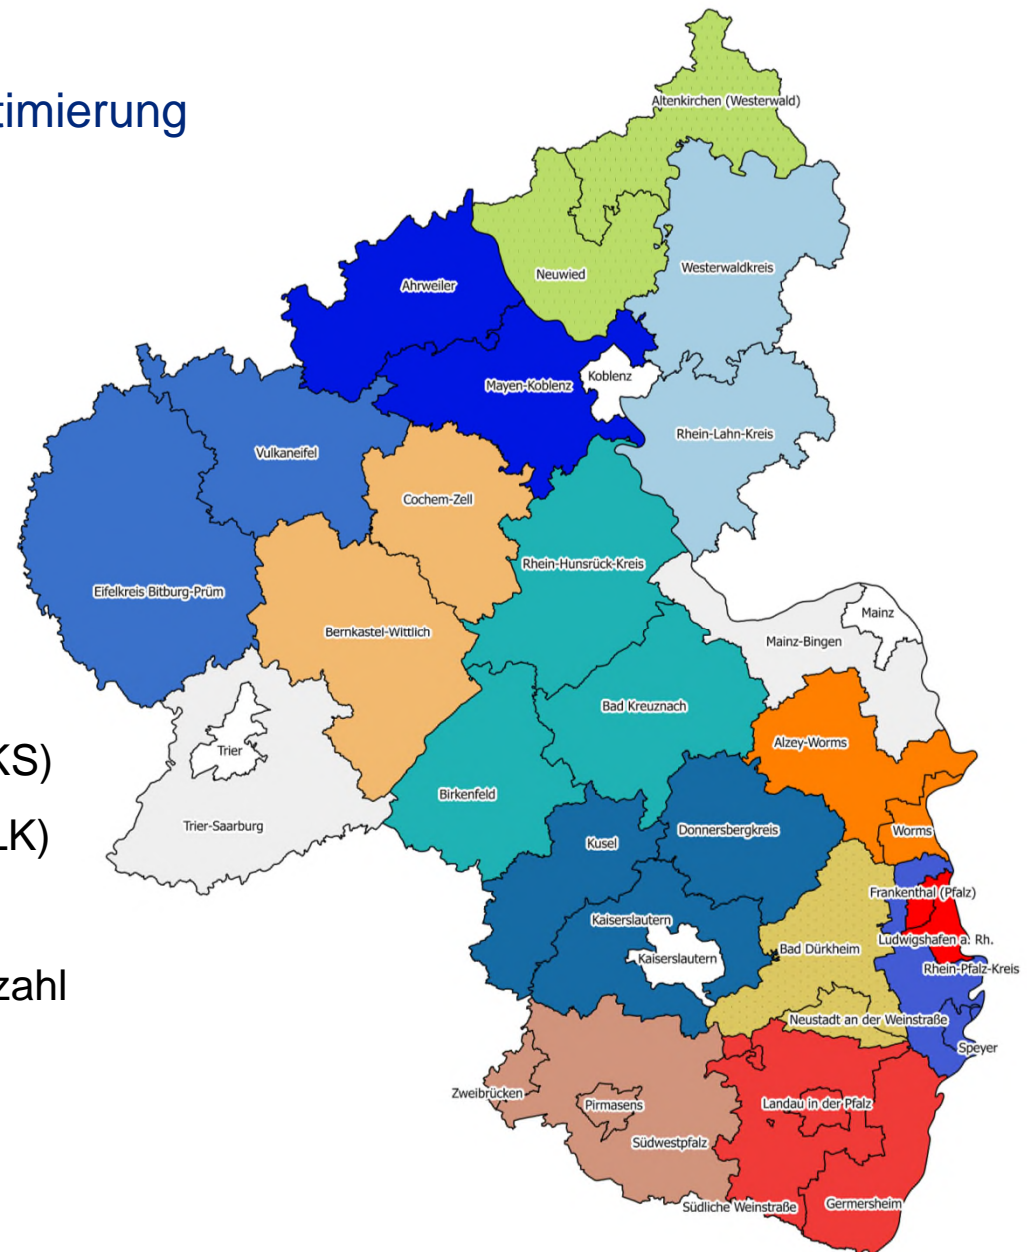 timierung
Altenkirchen (Westerwald)
Neuwied
Westerwaldkreis
Ahrweiler
Koblenz
Mayen-Koblenz
Rhein-Lahn-Kreis
Vulkaneifel
Cochem-Zell
Rhein-Hunsrück-Kreis
Eifelkreis Bitburg-Prüm
Mainz
Bernkastel-Wittlich
Mainz-Bingen
Bad Kreuznach
Alzey-Worms
Trier
KS)
Birkenfeld
Trier-Saarburg
LK)
Donnersbergkreis
Worms
Kusel
Frankenthal (Pfalz)
Kaiserslautern
Ludwigshafen a. Rh.
Bad Dürkheim
Kaiserslautern
Rhein-Pfalz-Kreis
zahl
Neustadt an der Weinstraße
Speyer
Zweibrücken
Pirmasens
Landau in der Pfalz
Südwestpfalz
Südliche Weinstraße
Germersheim